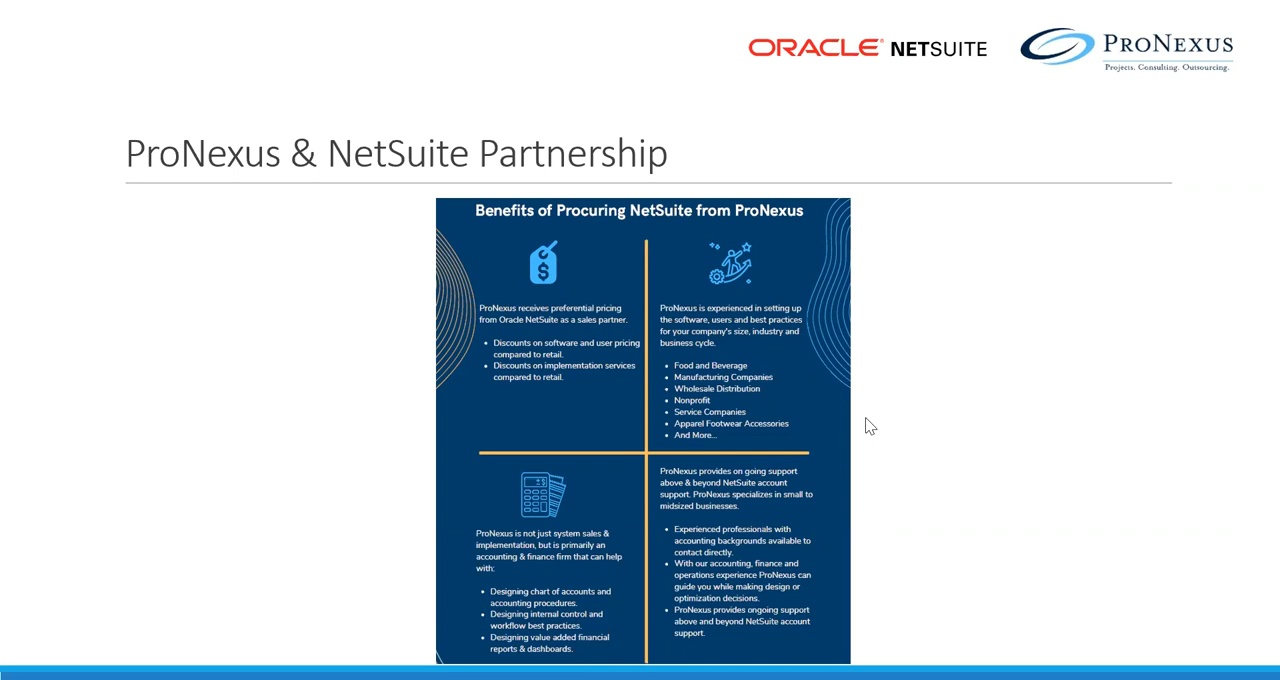 ORACLE NETSUITE
PRONEXUS
Projects. Consulting. Outsourcing.
ProNexus & NetSuite Partnership
Benefits of Procuring NetSuite from ProNexus
ProNexus receives preferential pricing
from Oracle NetSuite as a sales partner.
• Discounts on software and user pricing
compared to retail.
• Discounts on implementation services
compared to retail.
ProNexus is experienced in setting up
the software, users and best practices
for your company's size, industry and
business cycle.
• Food and Beverage
• Manufacturing Companies
• Wholesale Distribution
• Nonprofit
• Service Companies
• Apparel Footwear Accessories
• And More...
ProNexus is not just system sales &
implementation, but is primarily an
accounting & finance firm that can help
with:
• Designing chart of accounts and
accounting procedures.
• Designing internal control and
workflow best practices.
• Designing value added financial
reports & dashboards.
ProNexus provides on going support
above & beyond NetSuite account
support. ProNexus specializes in small to
midsized businesses.
• Experienced professionals with
accounting backgrounds available to
contact directly.
• With our accounting, finance and
operations experience ProNexus can
guide you while making design or
optimization decisions.
• ProNexus provides ongoing support
above and beyond NetSuite account
support.